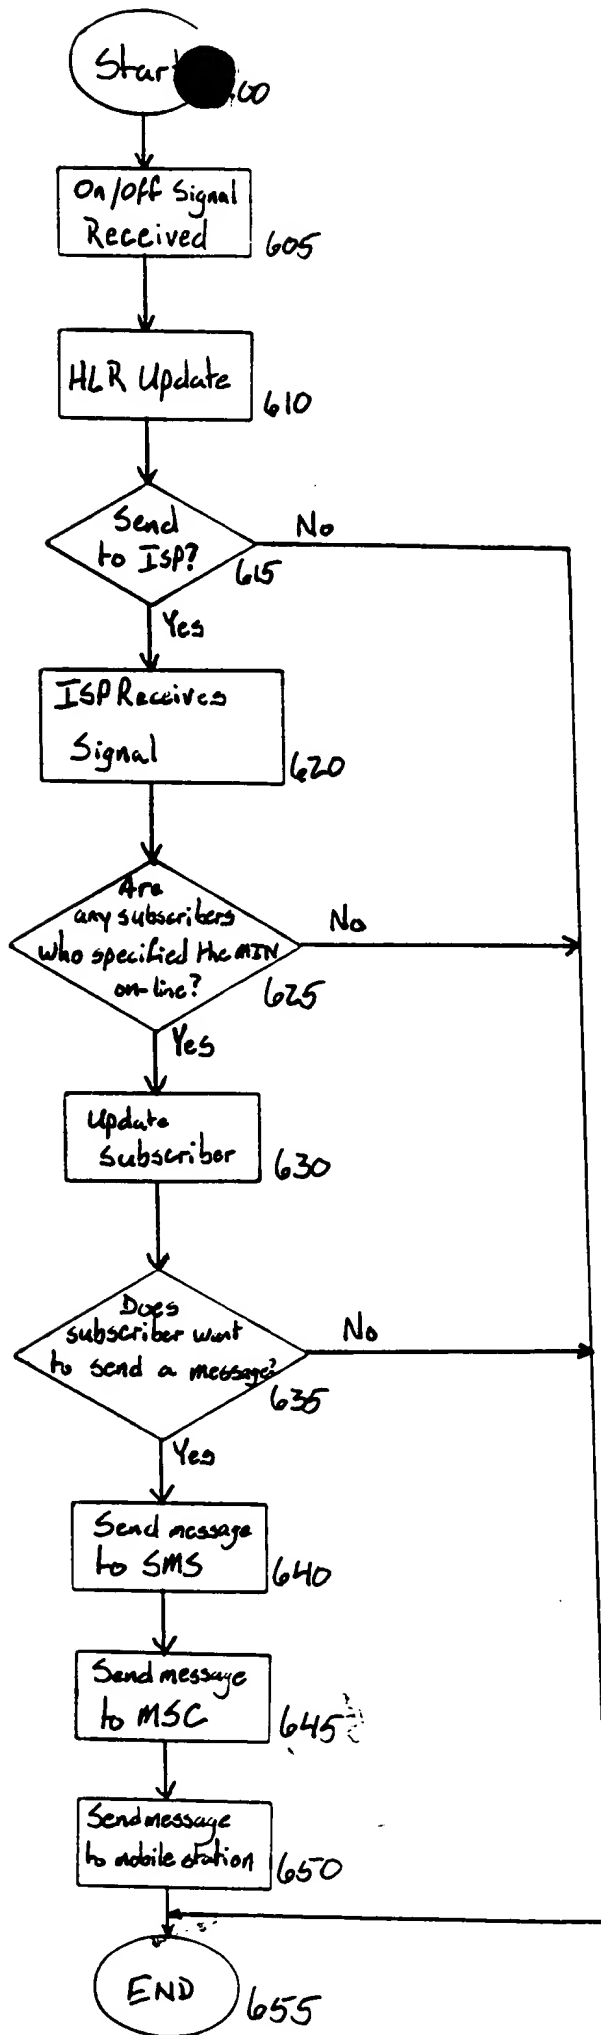 Start
00
On/Off Signal
Received
605
HLR Update
610
Send
to ISP?
615
No
Yes
ISP Receives
Signal
620
Are
any subscribers
who specified the MIN
on-line?
625
No
Yes
Update
Subscriber
630
Does
subscriber want
to send a message?
635
No
Yes
Send message
to SMS
640
Send message
to MSC
645
Send message
to mobile station
650
END
655